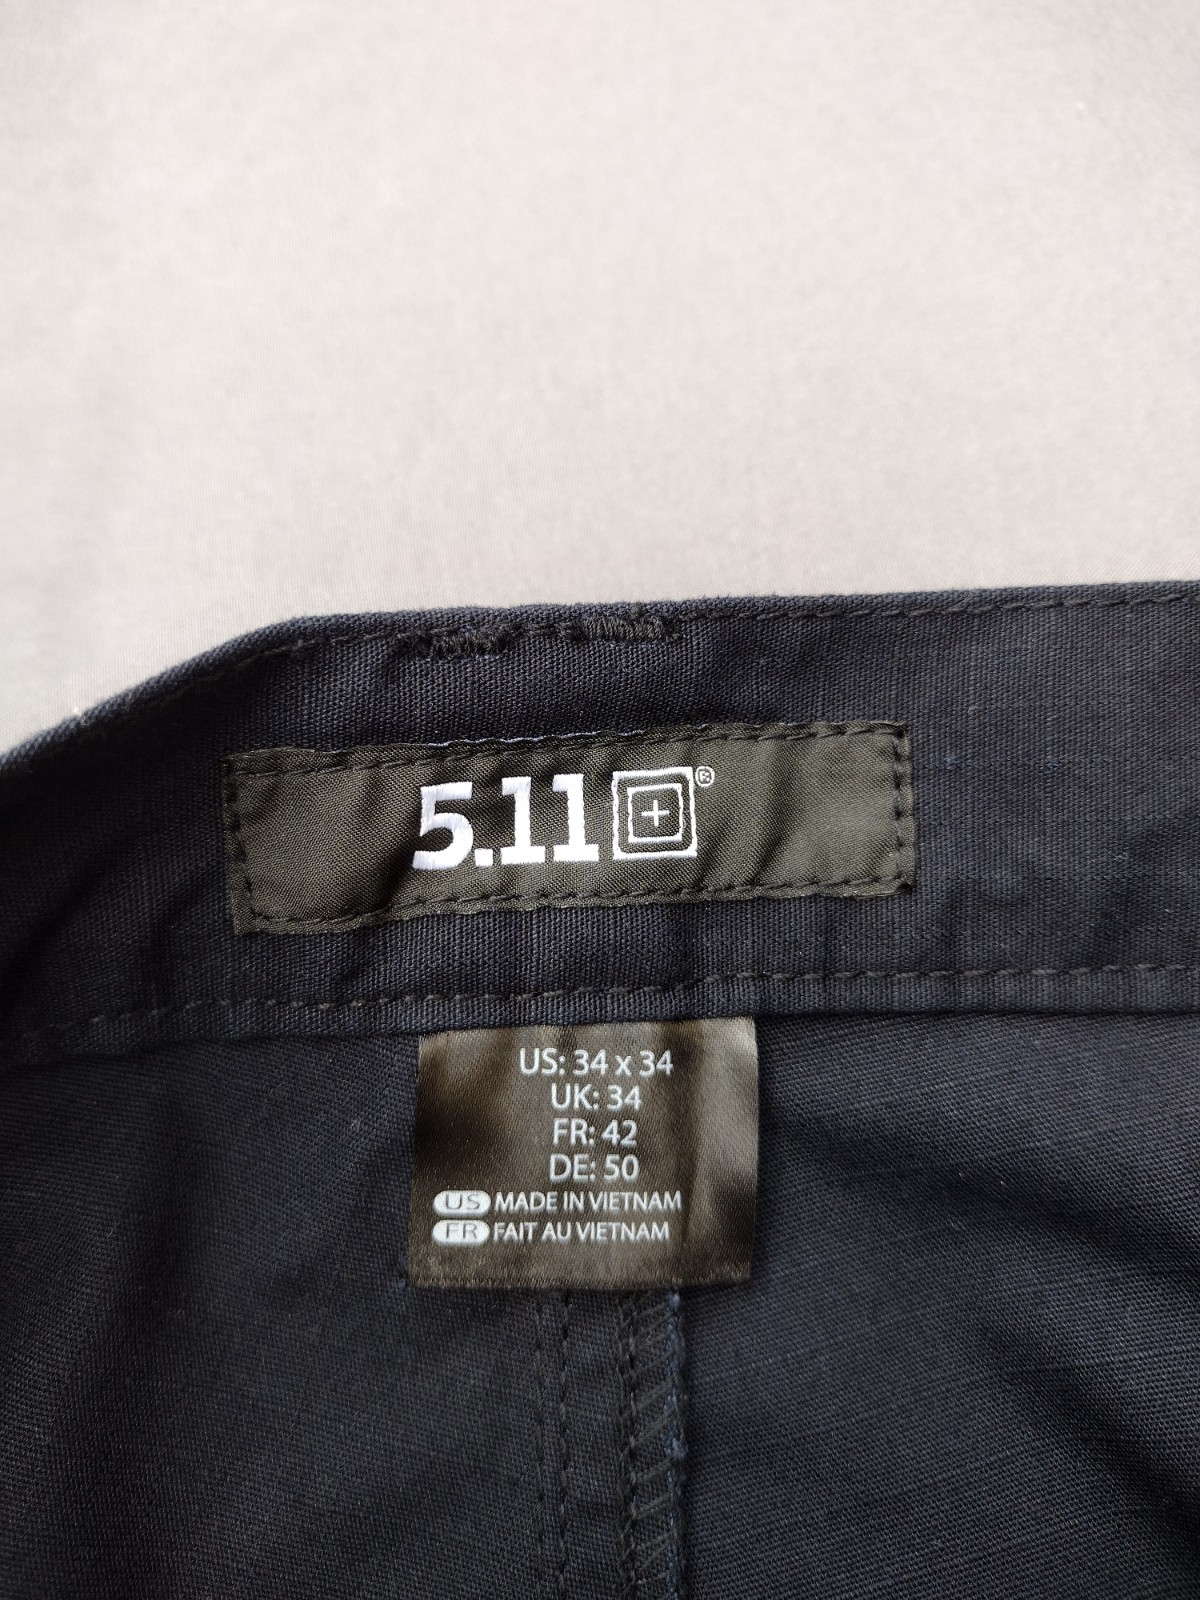 5.11®
US: 34 x 34
UK: 34
FR: 42
DE: 50
US MADE IN VIETNAM
FR FAIT AU VIETNAM